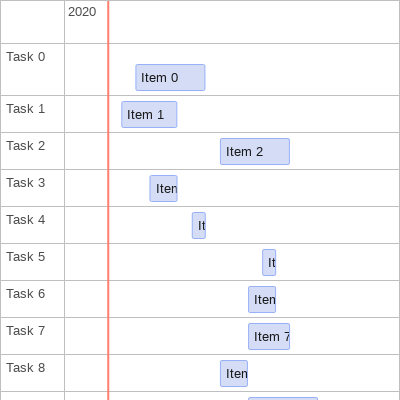 2020
Task 0
Item 0
Task 1
Item 1
Task 2
Item 2
Task 3
Iten
Task 4
It
Task 5
It
Task 6
Iten
Task 7
Item 7
Task 8
Iten